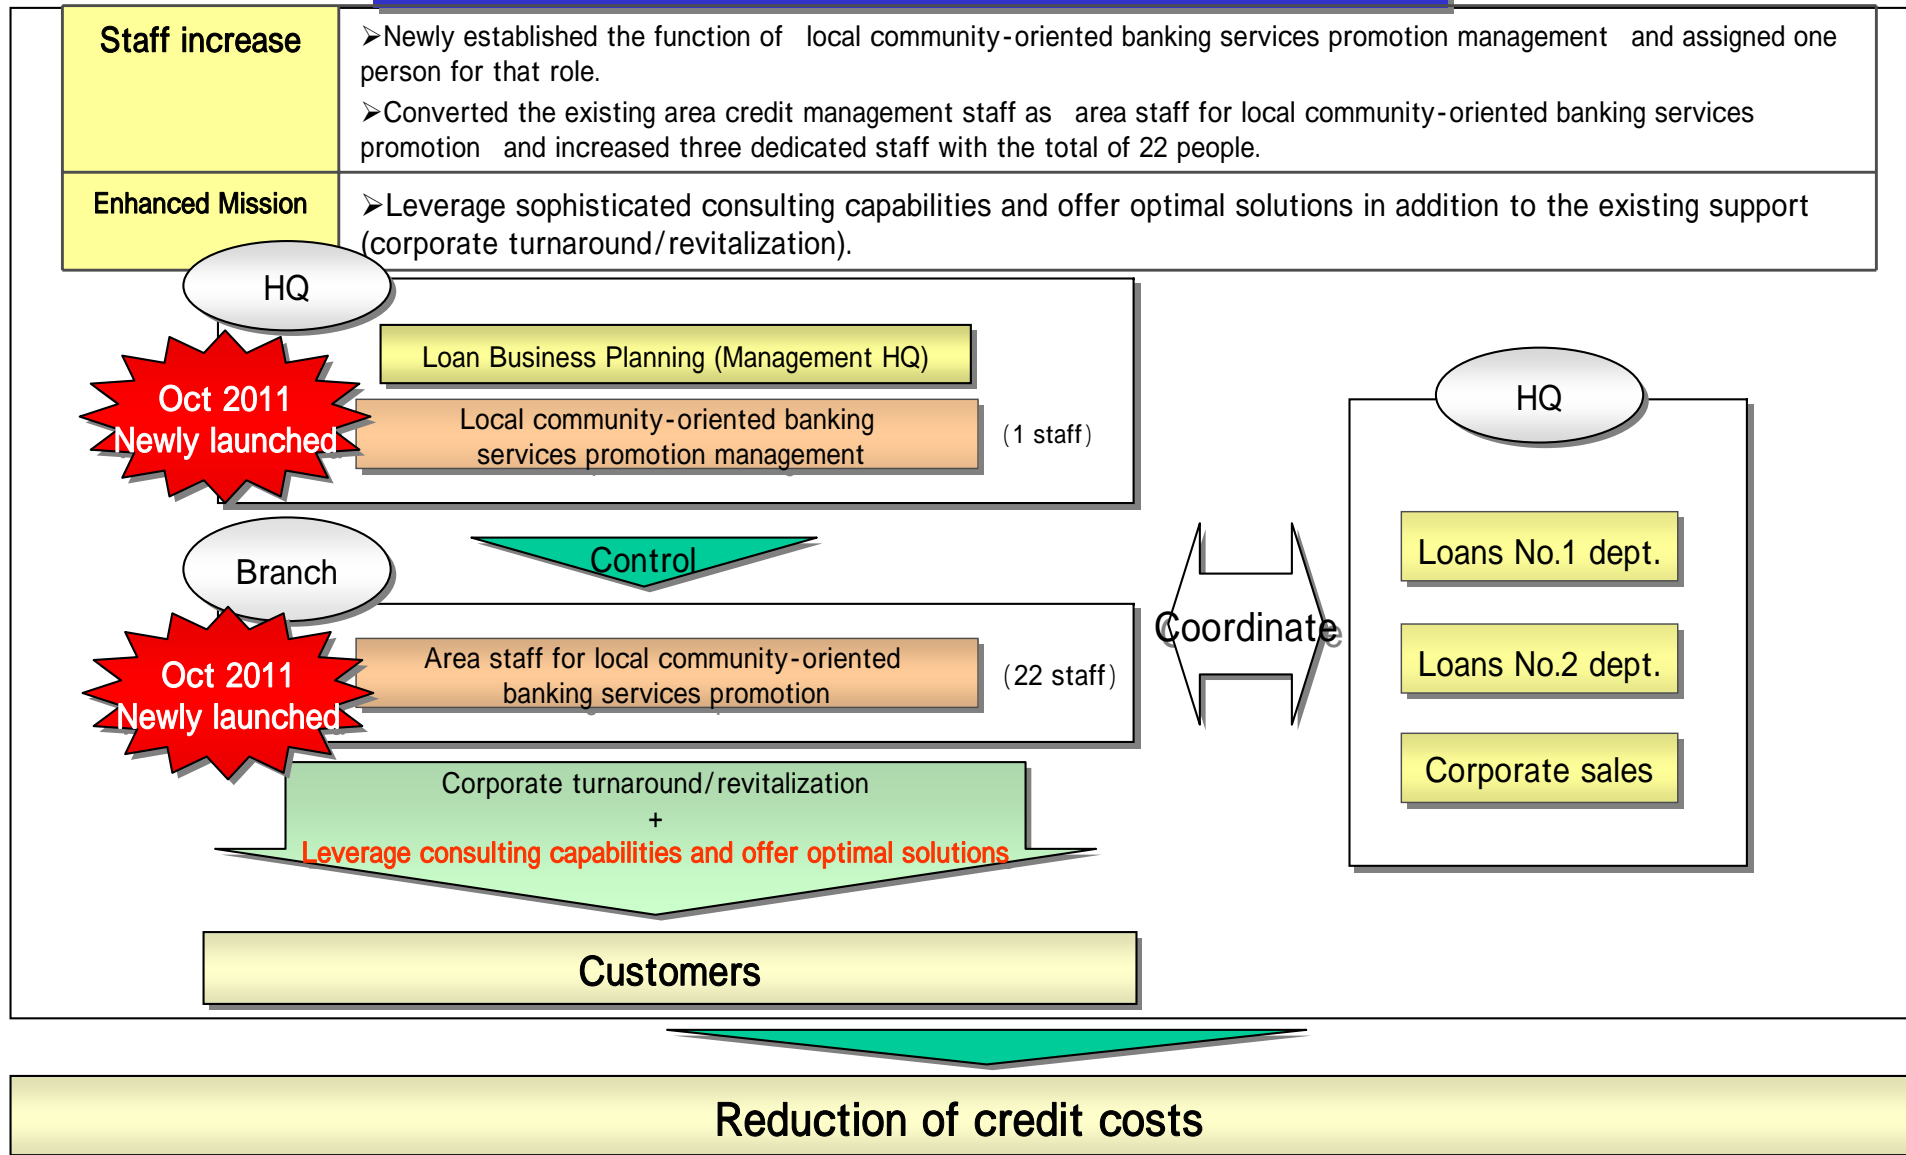 Staff increase
➢Newly established the function of local community-oriented banking services promotion management and assigned one
person for that role.
➢Converted the existing area credit management staff as area staff for local community-oriented banking services
promotion and increased three dedicated staff with the total of 22 people.
Enhanced Mission
➢Leverage sophisticated consulting capabilities and offer optimal solutions in addition to the existing support
(corporate turnaround/revitalization).
HQ
Loan Business Planning (Management HQ)
Oct 2011
Newly launched
Local community-oriented banking
services promotion management
(1 staff)
Control
Branch
Oct 2011
Newly launched
Area staff for local community-oriented
banking services promotion
(22 staff)
Coordinate
HQ
Loans No.1 dept.
Loans No.2 dept.
Corporate sales
Corporate turnaround/revitalization
+
Leverage consulting capabilities and offer optimal solutions
Customers
Reduction of credit costs